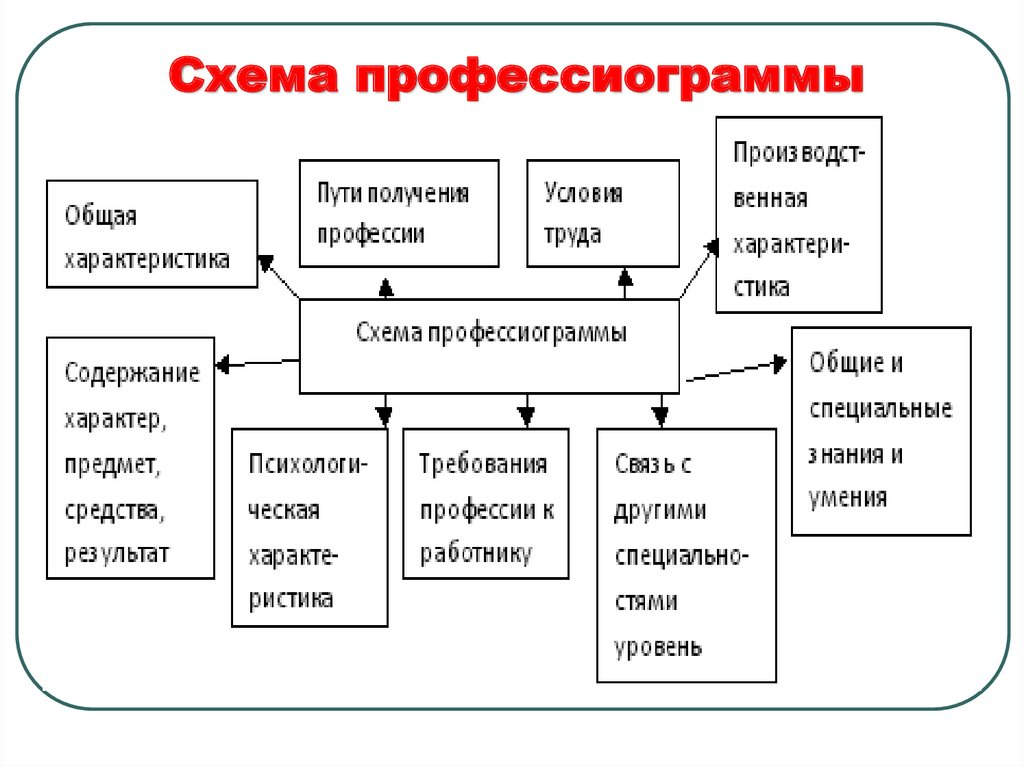 Схема профессиограммы
Общая
характеристика
Пути получения
профессии
Условия
труда
Производст-
венная
характери-
стика
Схема профессиограммы
Содержание
характер,
предмет,
средства,
результат
Психологи-
ческая
характе-
ристика
Требования
профессии к
работнику
Связь с
другими
специально-
стями
уровень
Общие и
специальные
знания и
умения